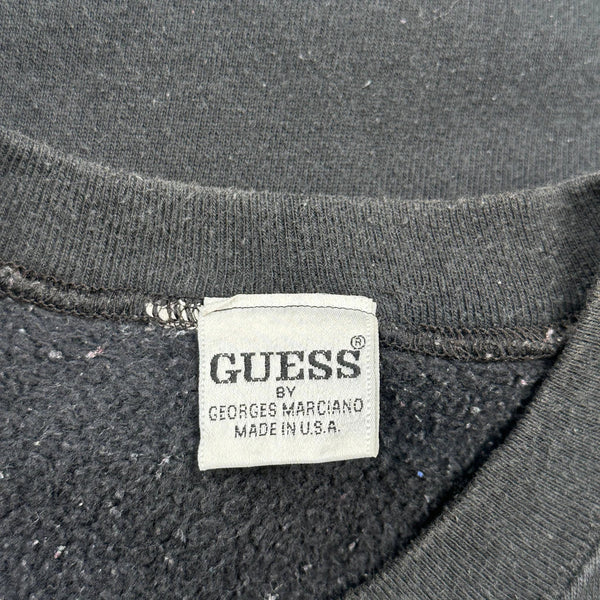 GUESS®
BY
GEORGES MARCIANO
MADE IN U.S.A.